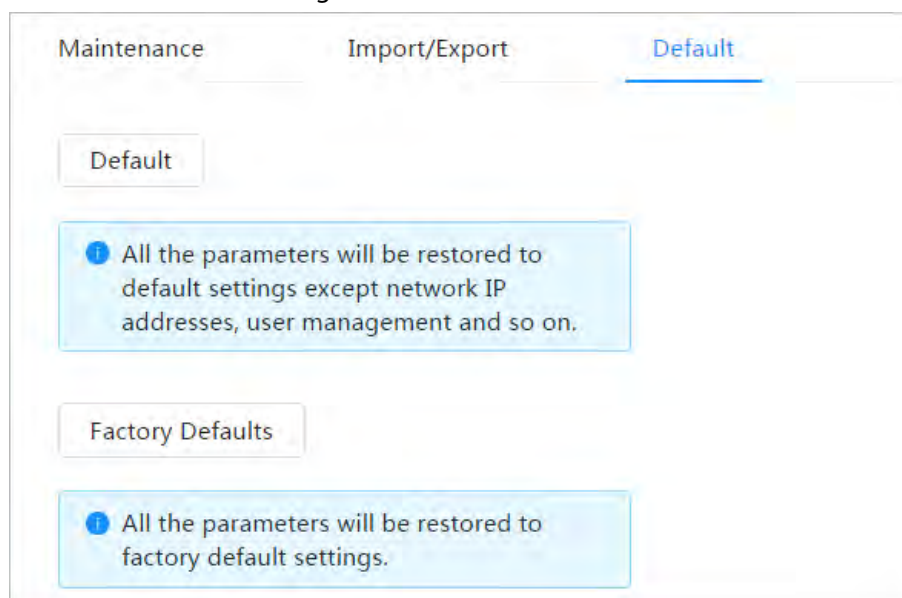 Maintenance Import/Export Default
Default
All the parameters will be restored to
default settings except network IP
addresses, user management and so on.
Factory Defaults
All the parameters will be restored to
factory default settings.